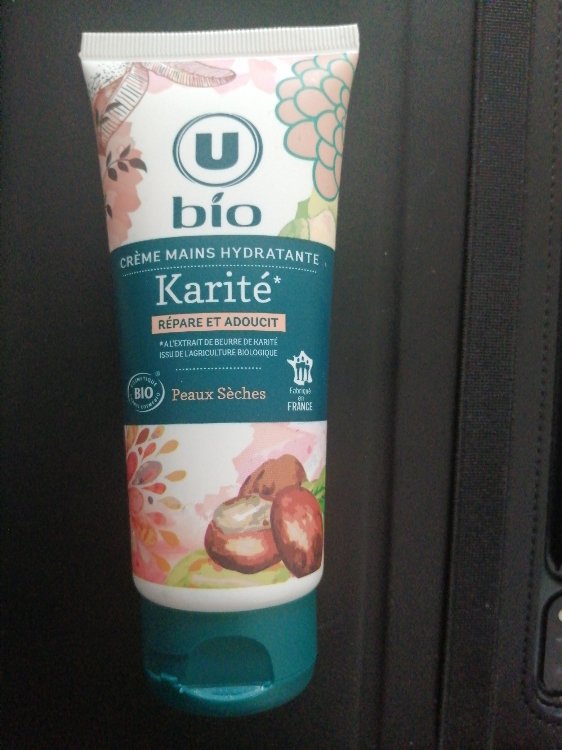 U
bio
CRÈME MAINS HYDRATANTE
Karité*
RÉPARE ET ADOUCIT
*A L'EXTRAIT DE BEURRE DE KARITÉ
ISSU DE L'AGRICULTURE BIOLOGIQUE
BIO
Peaux Sèches
Fabriqué
en
FRANCE